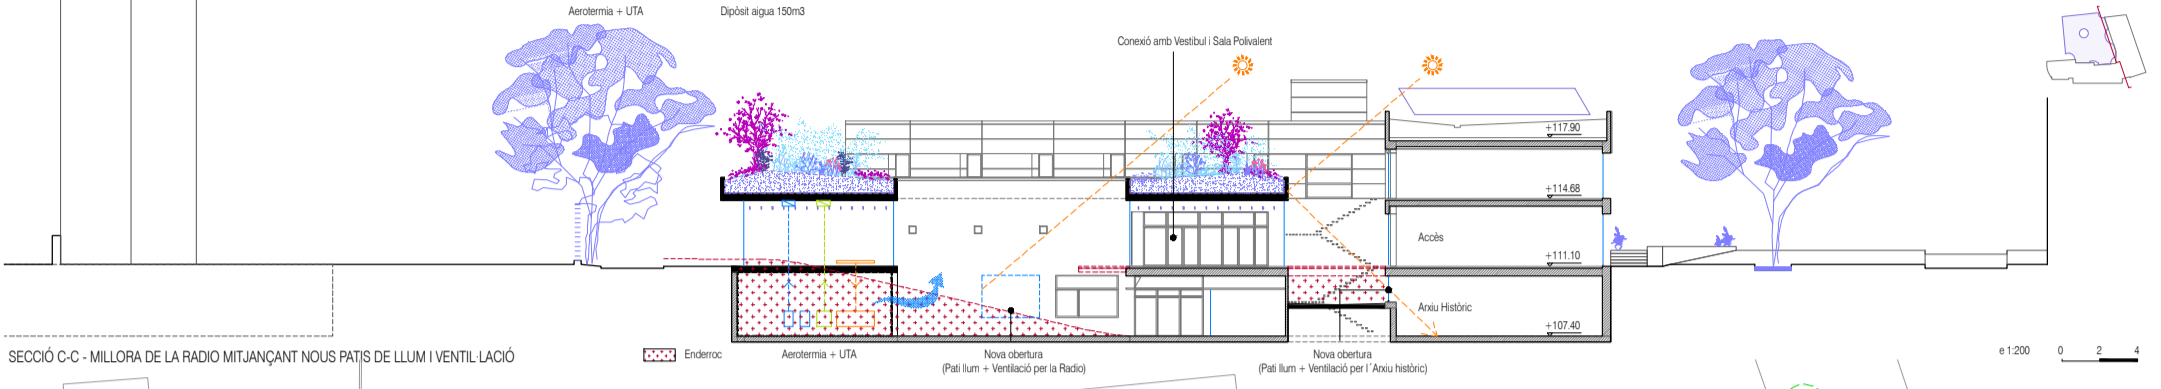 Aerotermia + UTA
Dipòsit aigua 150m3
Conexió amb Vestíbul i Sala Polivalent
+117.90
+114.68
Accès
+111.10
Arxiu Històric
+107.40
SECCIÓ C-C - MILLORA DE LA RADIO MITJANÇANT NOUS PATIS DE LLUM I VENTIL·LACIÓ
Enderroc
Aerotermia + UTA
Nova obertura
(Pati llum + Ventilació per la Radio)
Nova obertura
(Pati llum + Ventilació per l´Arxiu històric)
e 1:200
0 2 4